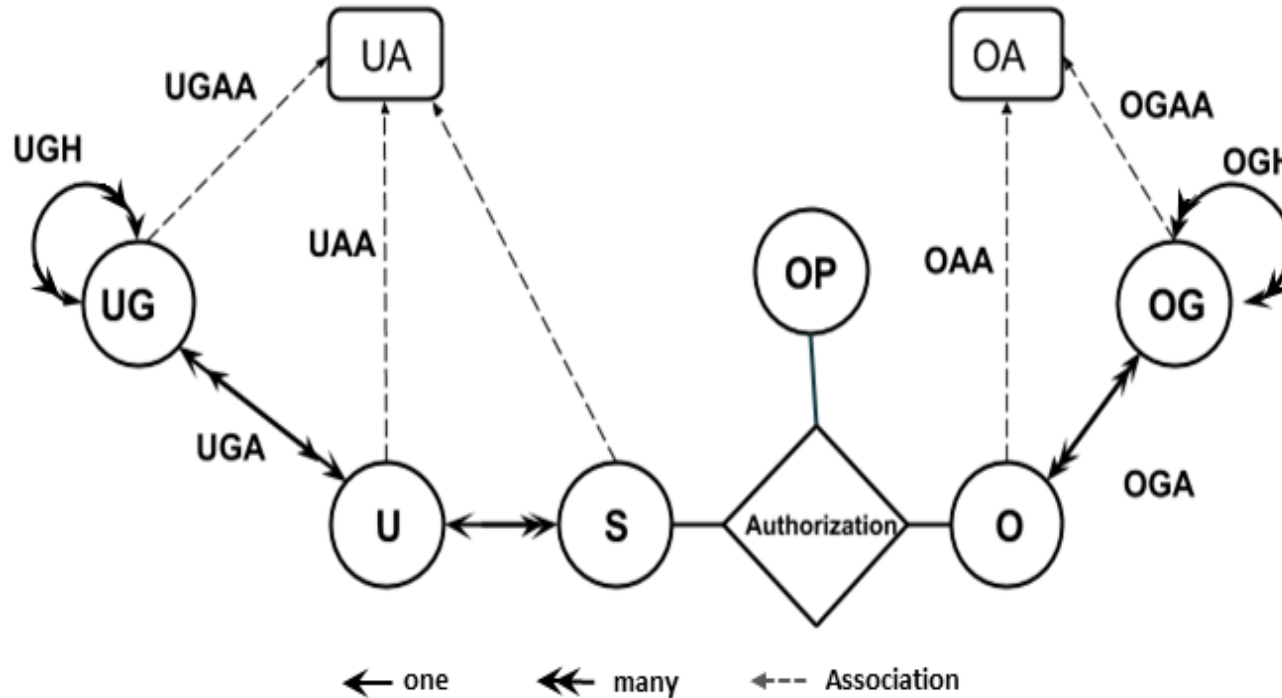 UA
OA
UGAA
OGAA
UGH
OGH
UAA
OP
OAA
UG
OG
UGA
OGA
U
S
Authorization
O
one
many
Association